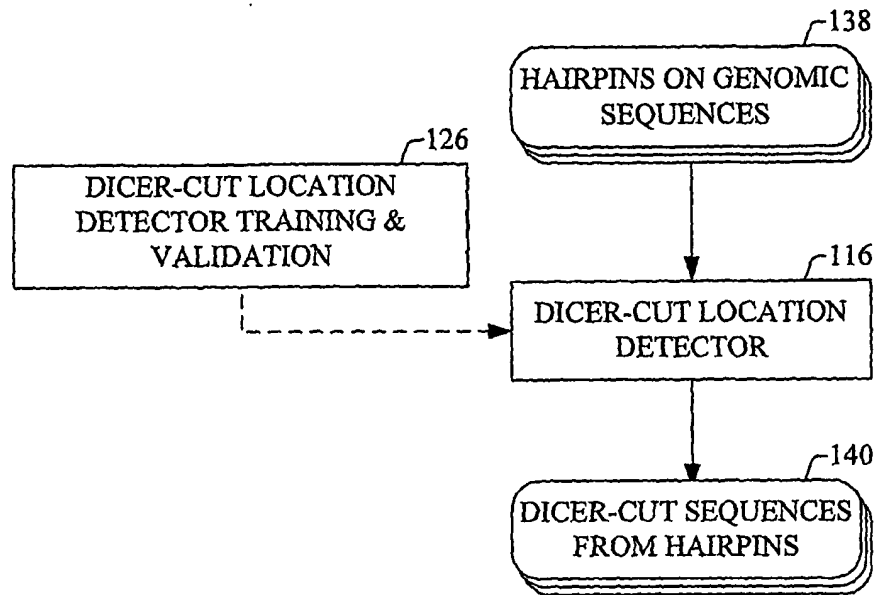 138
HAIRPINS ON GENOMIC
SEQUENCES
126
DICER-CUT LOCATION
DETECTOR TRAINING &
VALIDATION
116
DICER-CUT LOCATION
DETECTOR
140
DICER-CUT SEQUENCES
FROM HAIRPINS